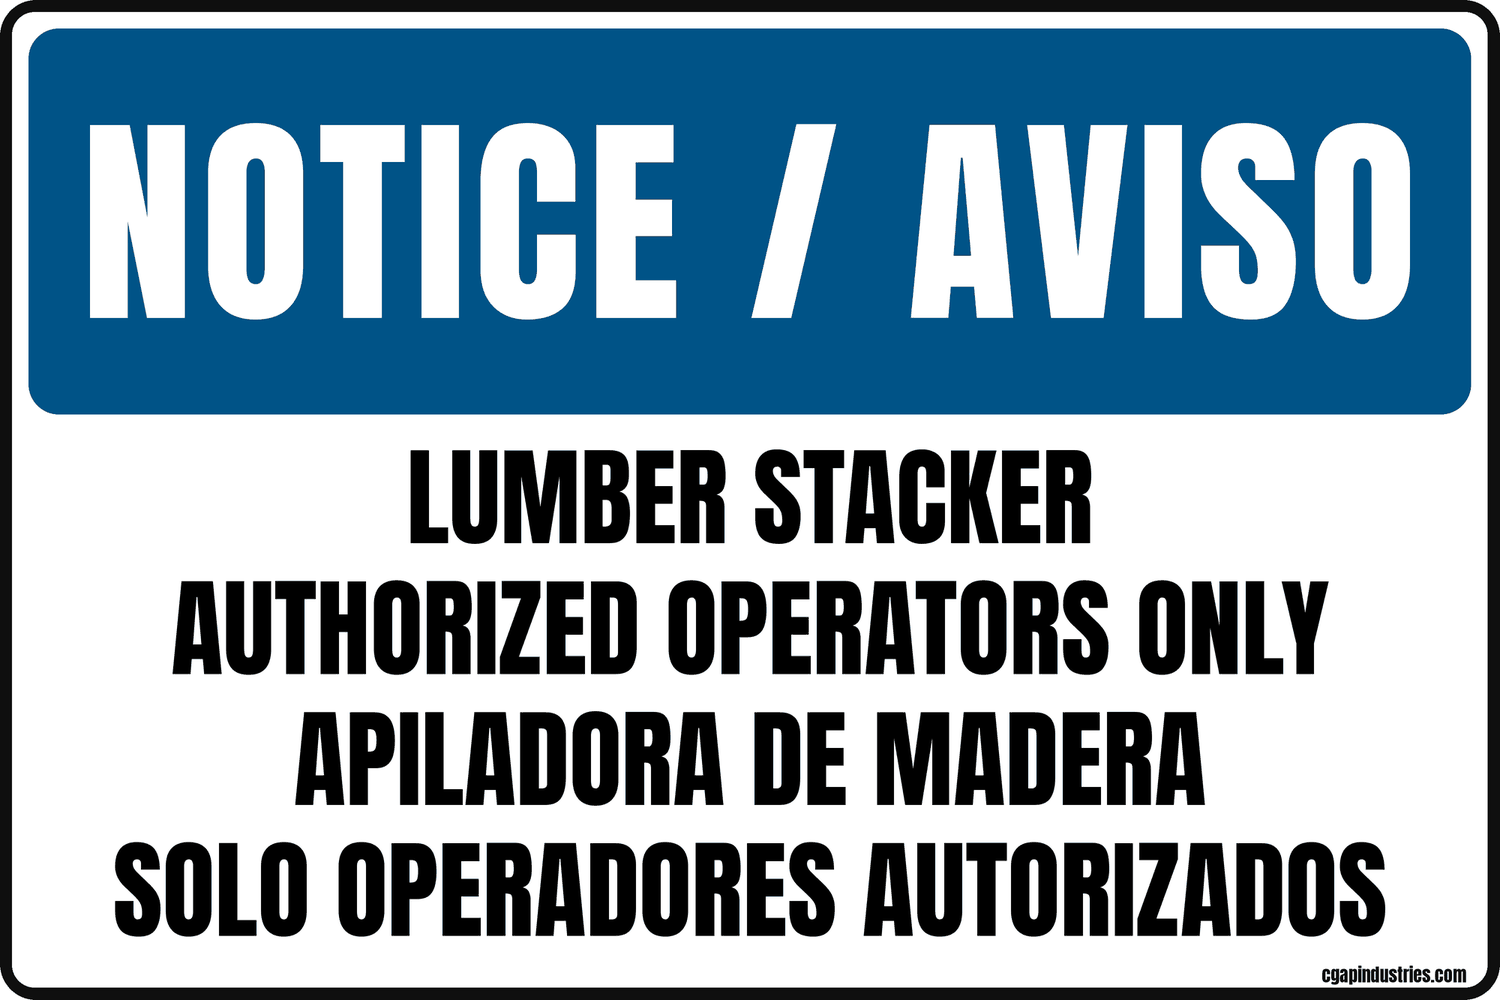 NOTICE / AVISO
LUMBER STACKER
AUTHORIZED OPERATORS ONLY
APILADORA DE MADERA
SOLO OPERADORES AUTORIZADOS
cgapindustries.com